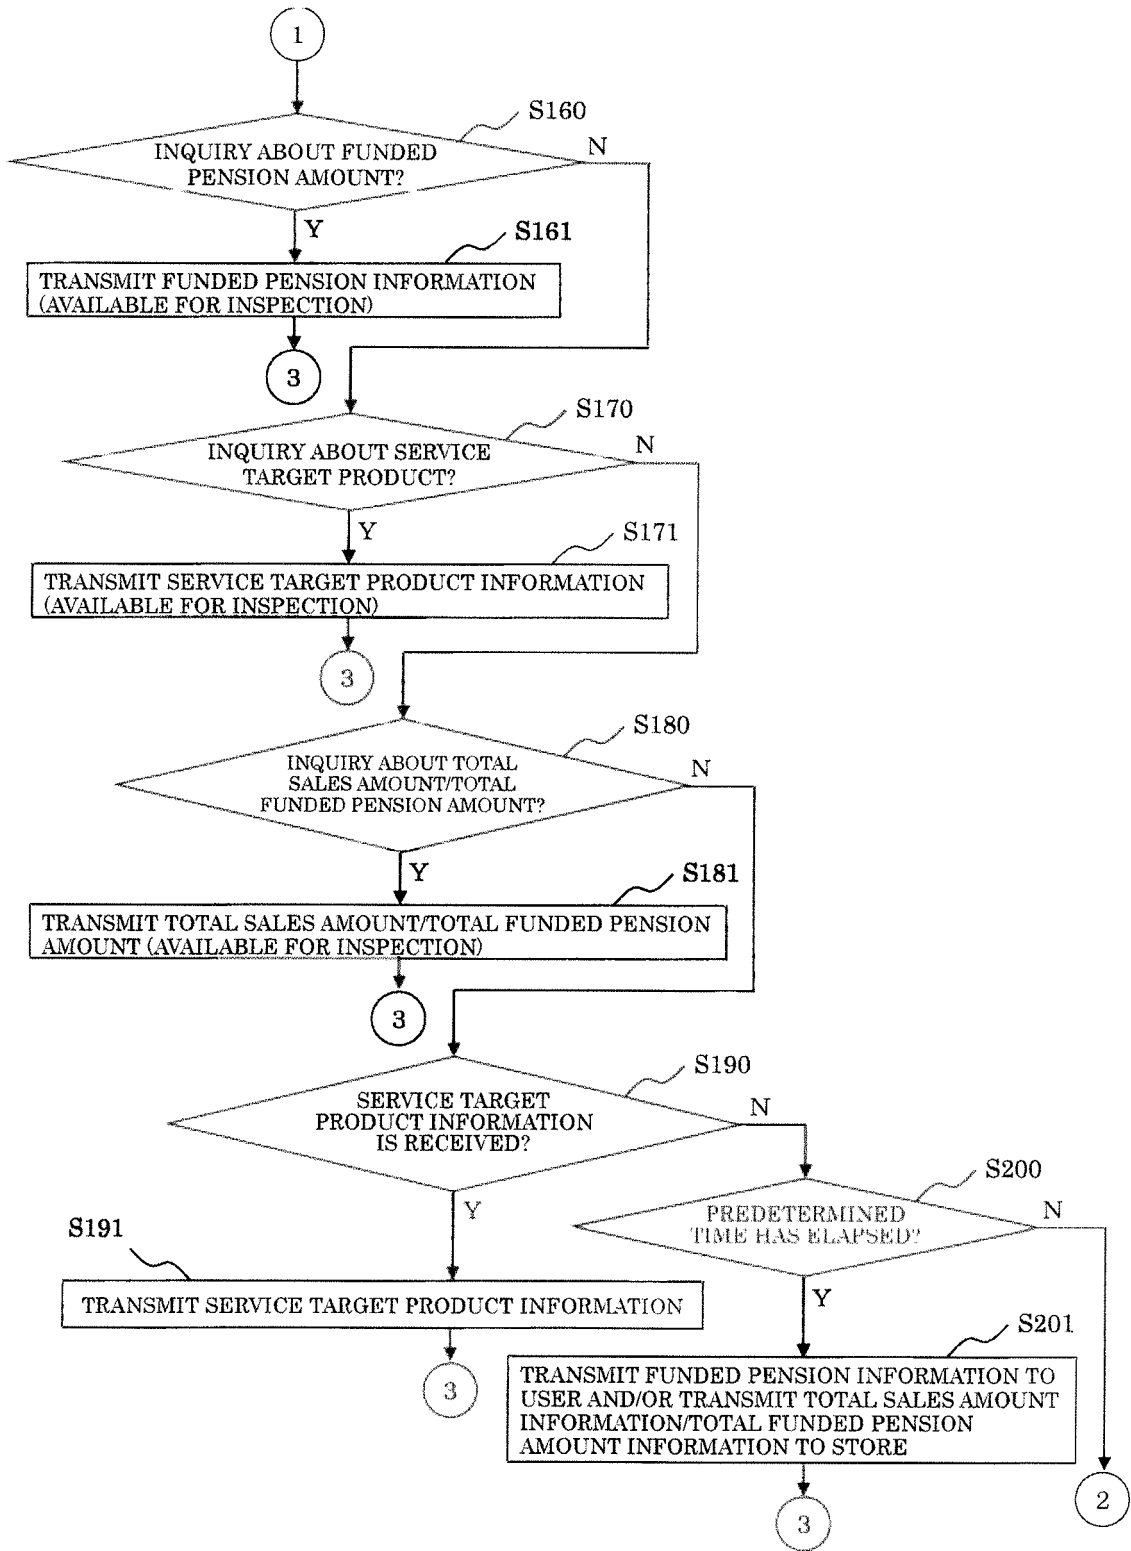 1
S160
INQUIRY ABOUT FUNDED
PENSION AMOUNT?
N
Y
S161
TRANSMIT FUNDED PENSION INFORMATION
(AVAILABLE FOR INSPECTION)
3
S170
INQUIRY ABOUT SERVICE
TARGET PRODUCT?
N
Y
S171
TRANSMIT SERVICE TARGET PRODUCT INFORMATION
(AVAILABLE FOR INSPECTION)
3
S180
INQUIRY ABOUT TOTAL
SALES AMOUNT/TOTAL
FUNDED PENSION AMOUNT?
N
Y
S181
TRANSMIT TOTAL SALES AMOUNT/TOTAL FUNDED PENSION
AMOUNT (AVAILABLE FOR INSPECTION)
3
S190
SERVICE TARGET
PRODUCT INFORMATION
IS RECEIVED?
N
Y
S191
TRANSMIT SERVICE TARGET PRODUCT INFORMATION
3
S200
PREDETERMINED
TIME HAS ELAPSED?
N
Y
S201
TRANSMIT FUNDED PENSION INFORMATION TO
USER AND/OR TRANSMIT TOTAL SALES AMOUNT
INFORMATION/TOTAL FUNDED PENSION
AMOUNT INFORMATION TO STORE
3
2